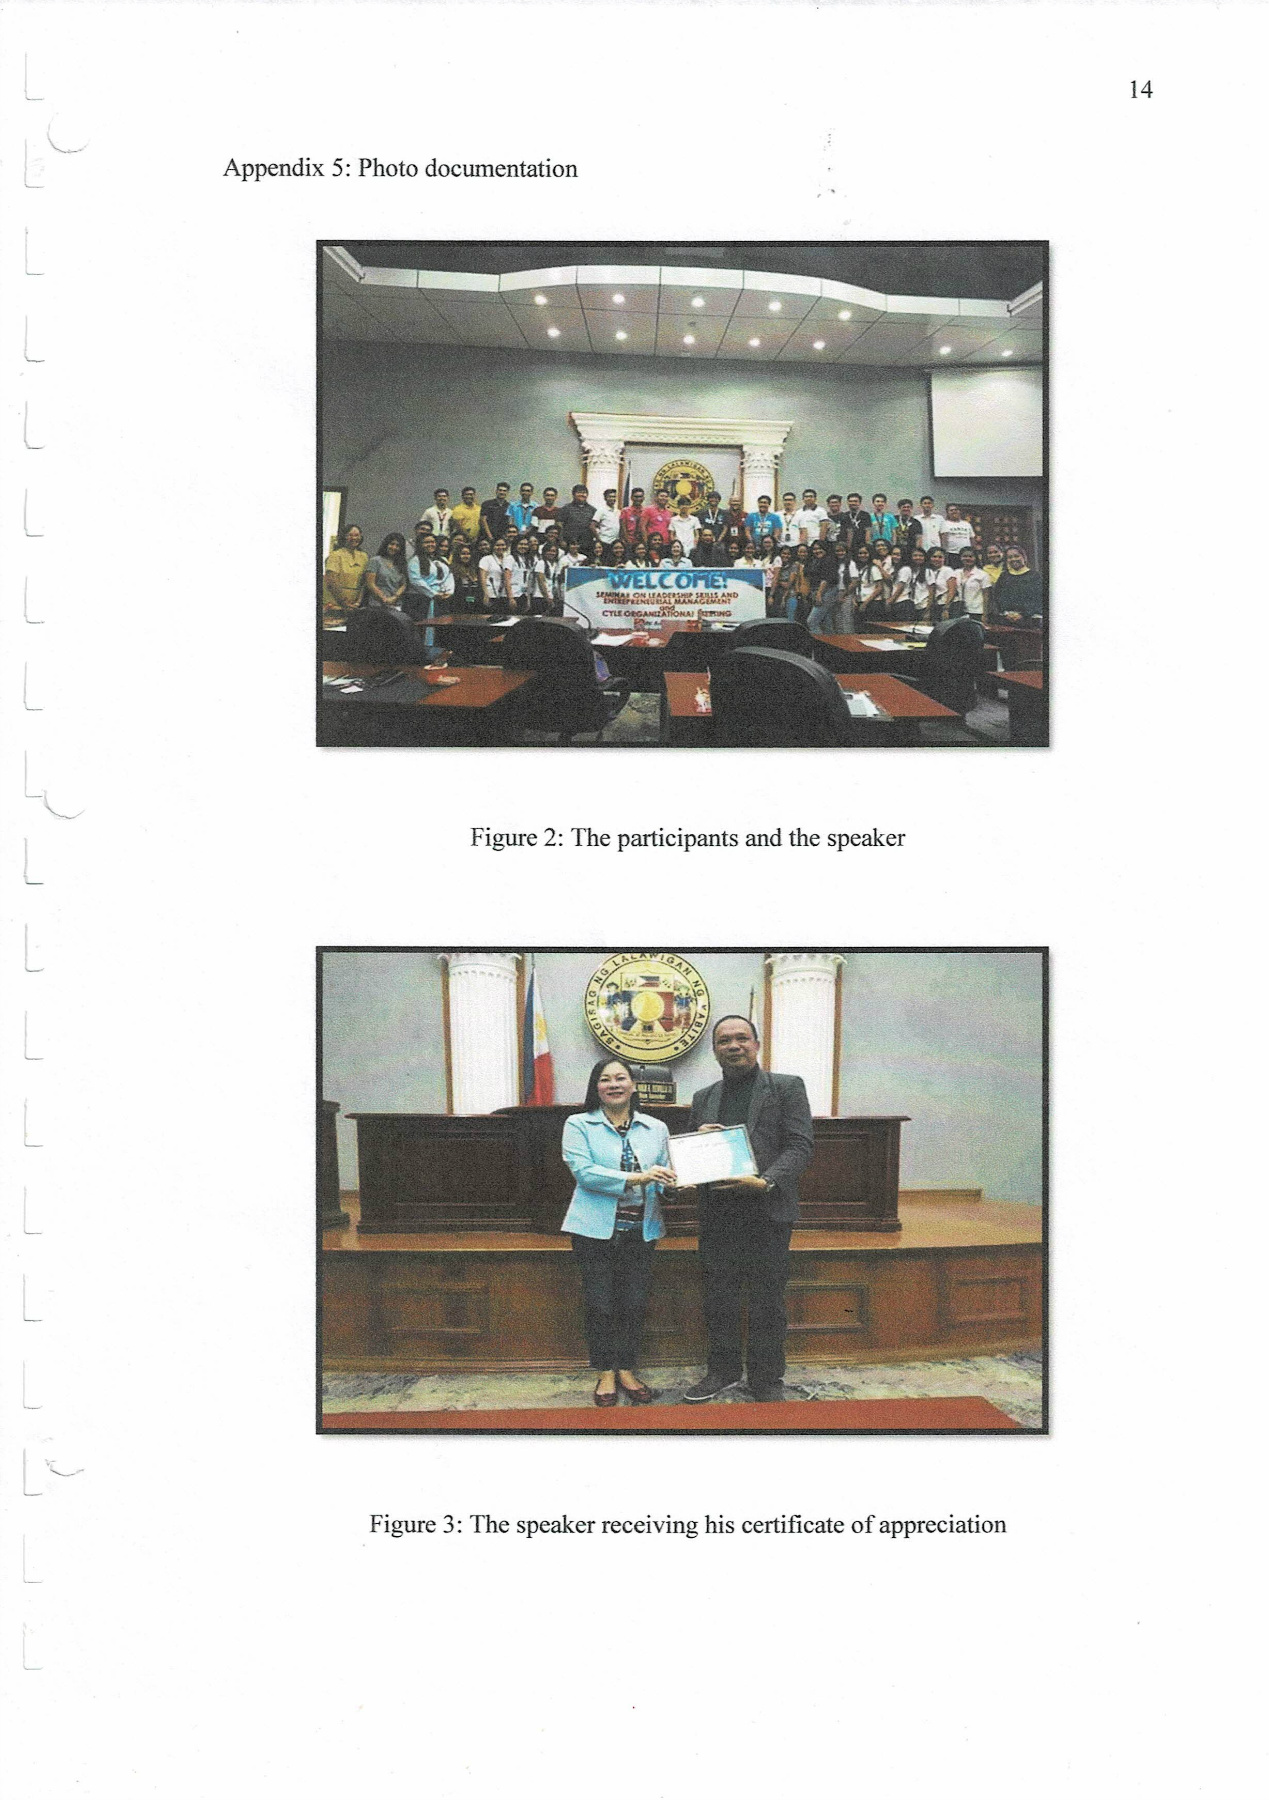 14
Appendix 5: Photo documentation
WELCOME!
SEMINAR ON LEADERSHIP SKILLS AND
ENTREPRENEURIAL MANAGEMENT
and
CYLE ORGANIZATIONAL MEETING
Figure 2: The participants and the speaker
SAGISAG NG LALAWIGAN NG KABITE
Figure 3: The speaker receiving his certificate of appreciation